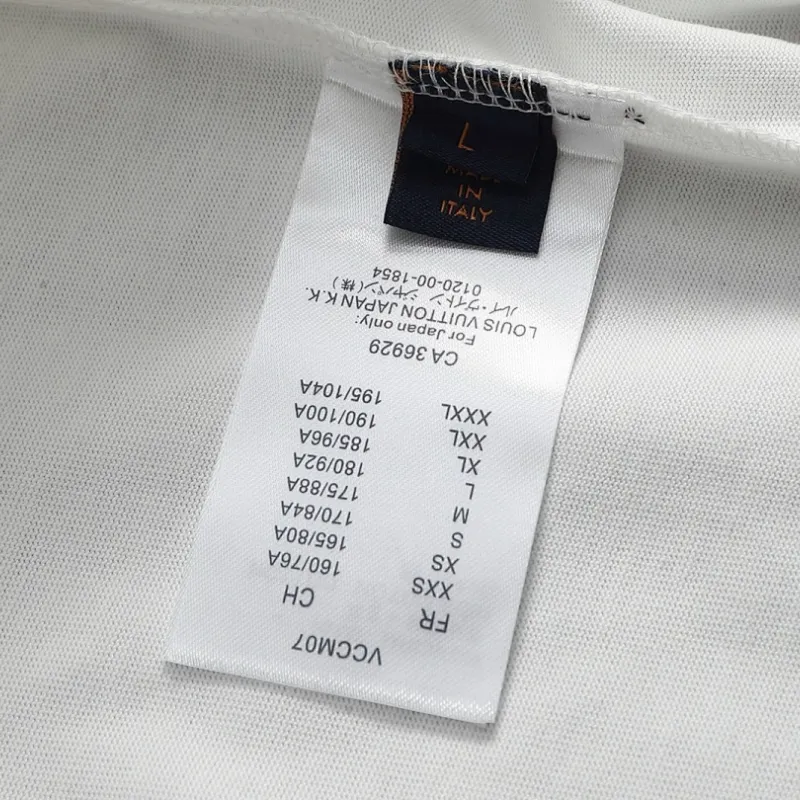 L
IN
ITALY
VCCM07
FR CH
XXS 160/76A
XS 165/80A
S 170/84A
M 175/88A
L 180/92A
XL 185/96A
XXL 190/100A
XXXL 195/104A
CA 36929
For Japan only:
LOUIS VUITTON JAPAN K.K.
ルイ・ヴィトン ジャパン(株)
0120-00-1854